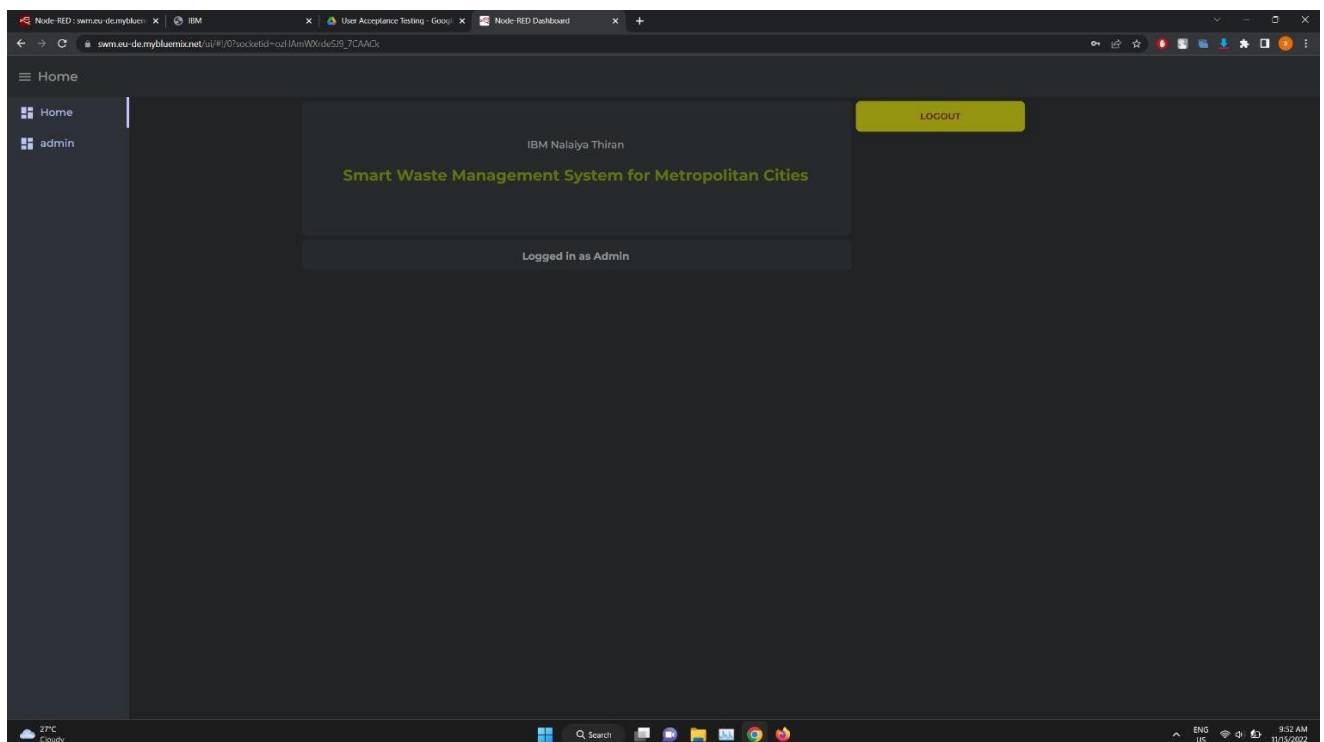 Node-RED : swm.eu-de.mybluem
IBM
User Acceptance Testing - Googl
Node-RED Dashboard
swm.eu-de.mybluemix.net/ui/#!/0?socketid=
Home
Home
admin
IBM Nalaiya Thiran
Smart Waste Management System for Metropolitan Cities
Logged in as Admin
LOGOUT
27°C
Cloudy
Search
ENG
US
9:52 AM
11/15/2022